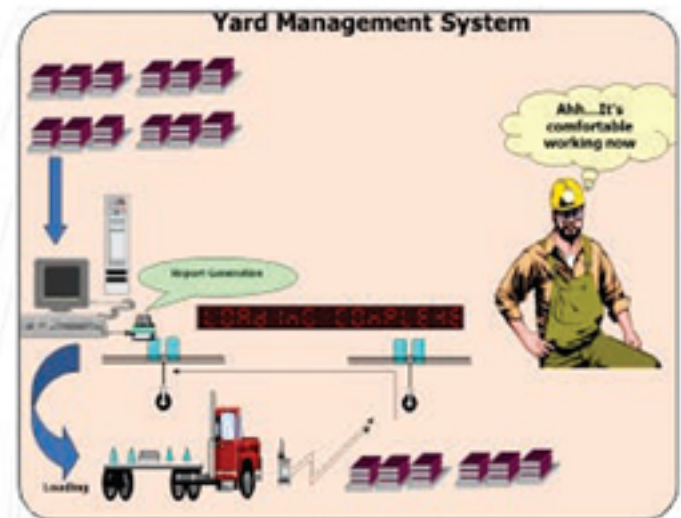 Yard Management System
Ahh...It's
comfortable
working now
Report Generation
LOAdInG COMPLEtE
Loading